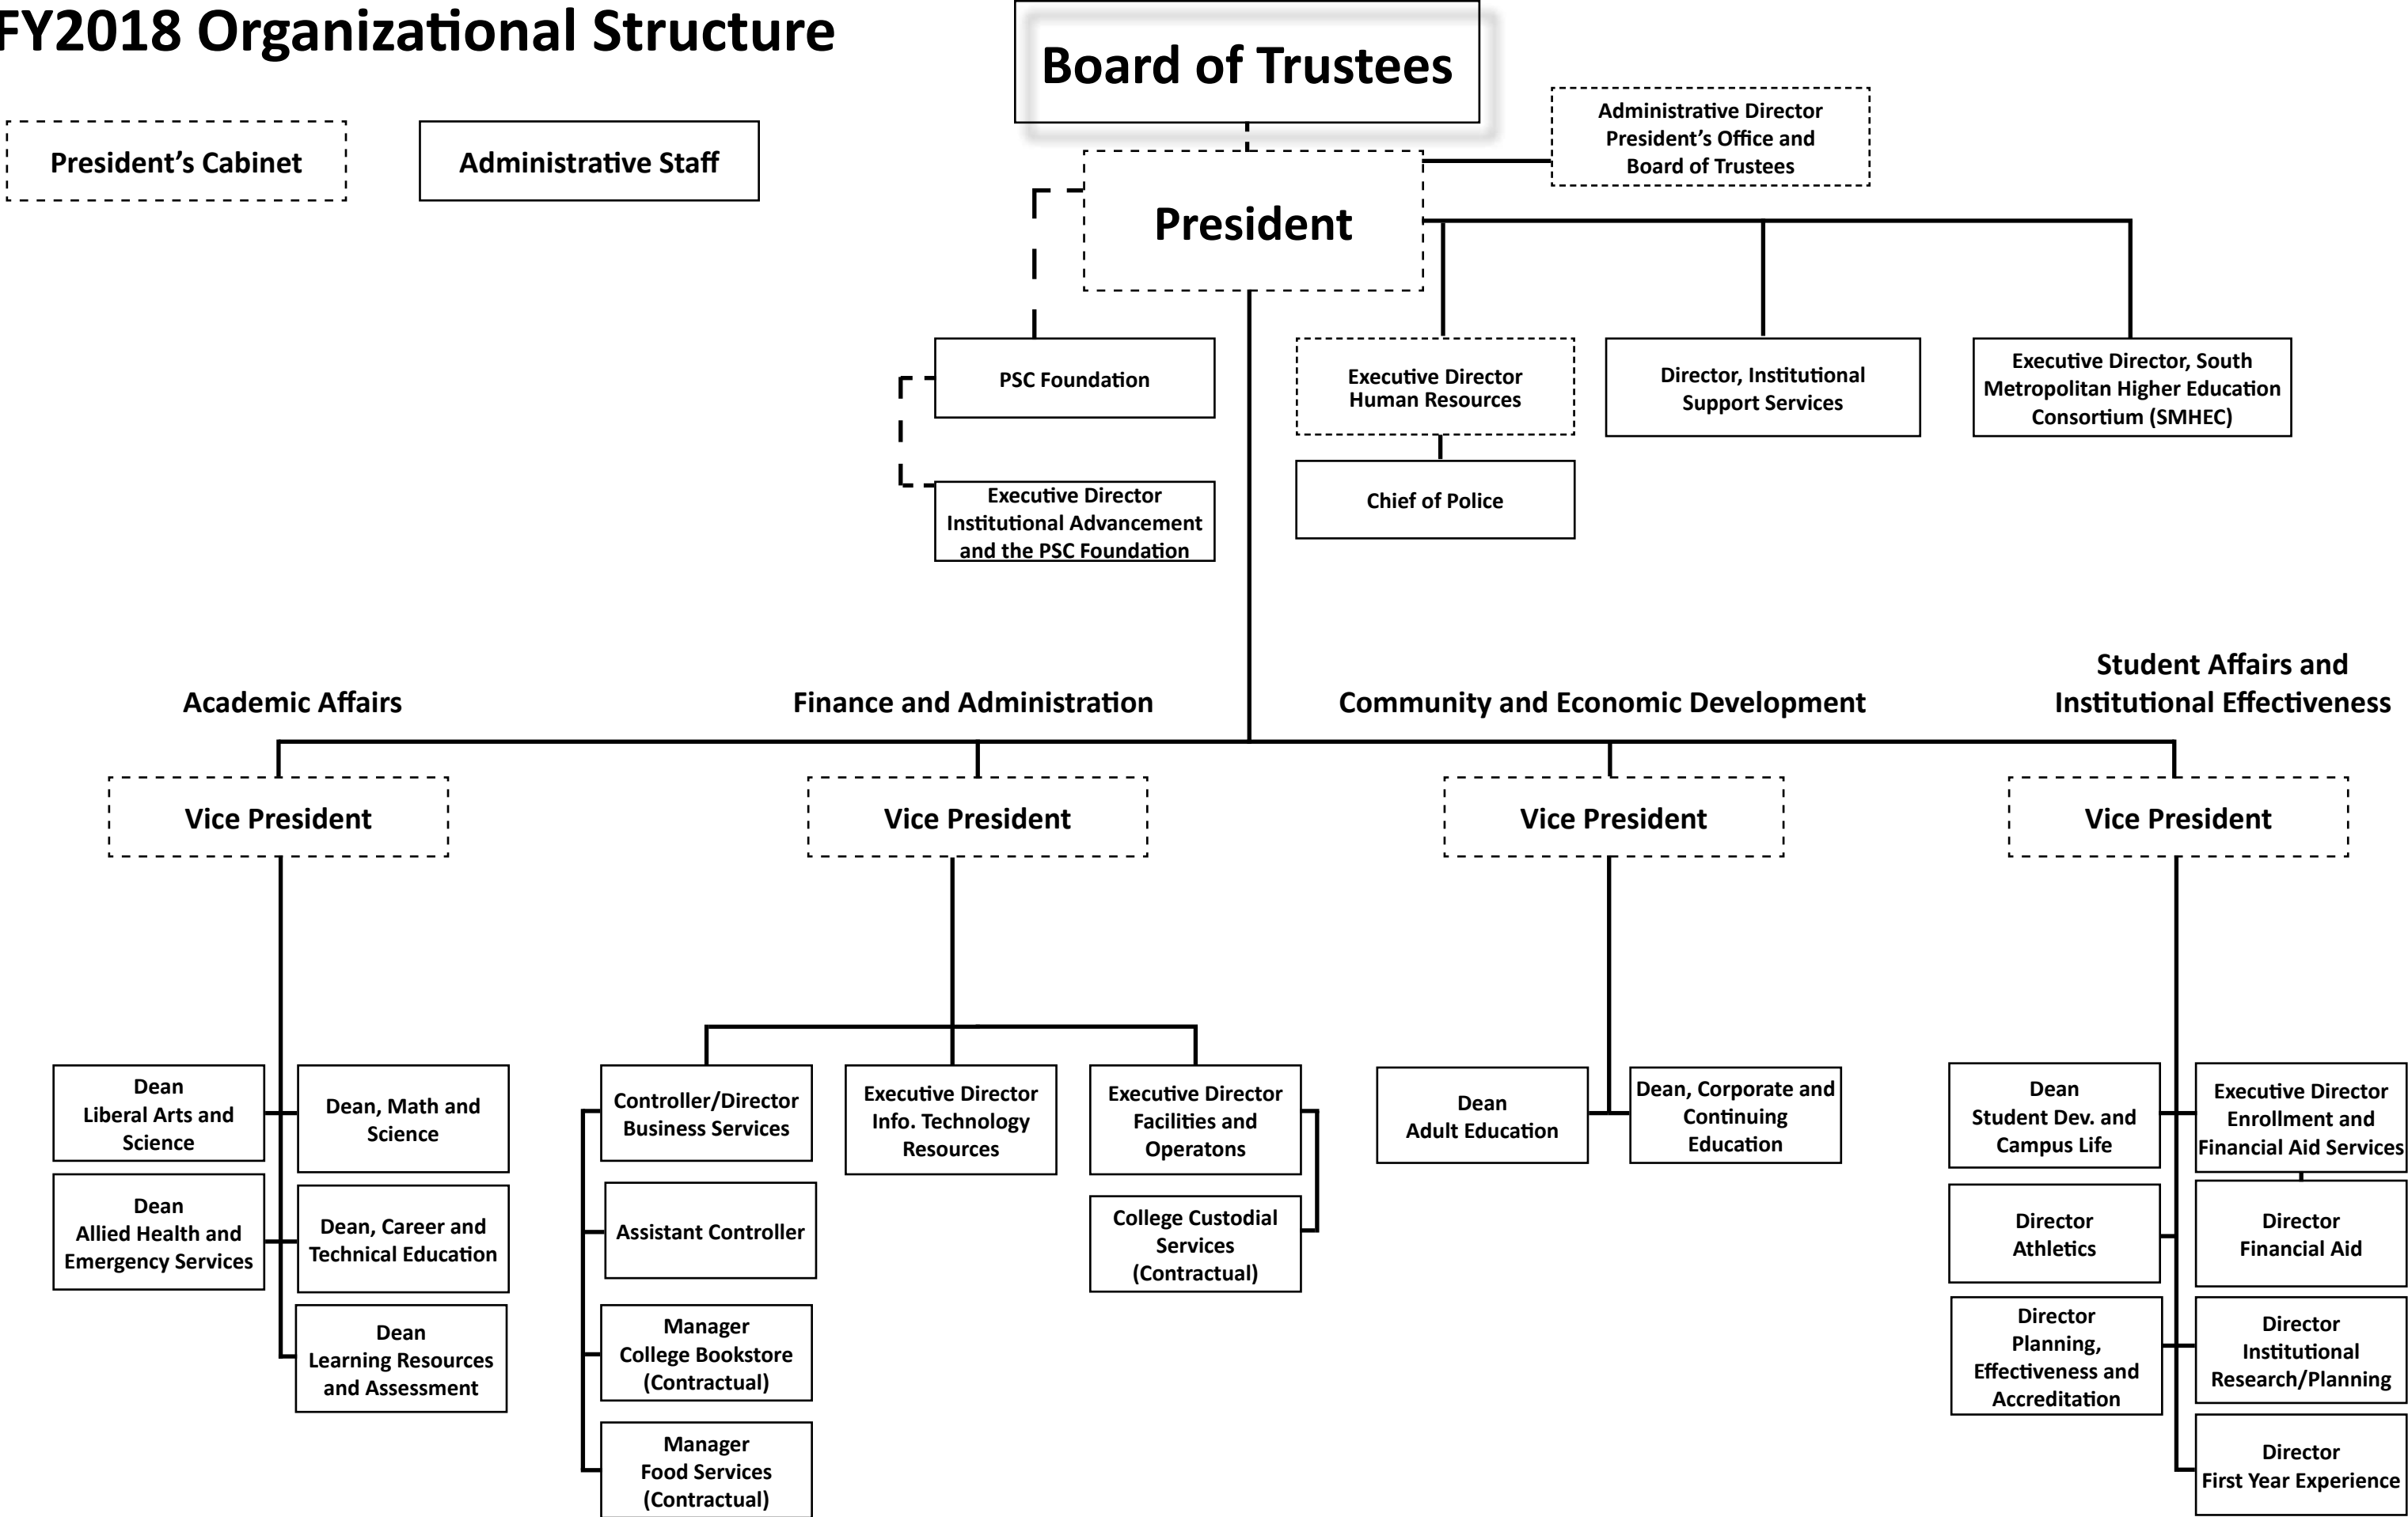 FY2018 Organizational Structure
Board of Trustees
President's Cabinet
Administrative Staff
Administrative Director
President's Office and
Board of Trustees
President
PSC Foundation
Executive Director
Human Resources
Director, Institutional
Support Services
Executive Director, South
Metropolitan Higher Education
Consortium (SMHEC)
Executive Director
Institutional Advancement
and the PSC Foundation
Chief of Police
Academic Affairs
Finance and Administration
Community and Economic Development
Student Affairs and
Institutional Effectiveness
Vice President
Vice President
Vice President
Vice President
Dean
Liberal Arts and
Science
Dean, Math and
Science
Dean
Allied Health and
Emergency Services
Dean, Career and
Technical Education
Dean
Learning Resources
and Assessment
Controller/Director
Business Services
Executive Director
Info. Technology
Resources
Executive Director
Facilities and
Operatons
Assistant Controller
College Custodial
Services
(Contractual)
Manager
College Bookstore
(Contractual)
Manager
Food Services
(Contractual)
Dean
Adult Education
Dean, Corporate and
Continuing
Education
Dean
Student Dev. and
Campus Life
Executive Director
Enrollment and
Financial Aid Services
Director
Athletics
Director
Financial Aid
Director
Planning,
Effectiveness and
Accreditation
Director
Institutional
Research/Planning
Director
First Year Experience